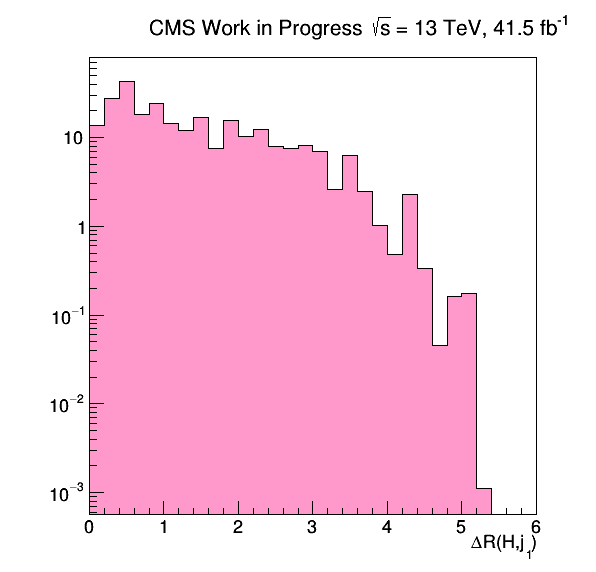 CMS Work in Progress √s = 13 TeV, 41.5 fb⁻¹
10
1
10⁻¹
10⁻²
10⁻³
0 1 2 3 4 5 6
ΔR(H,j₁)